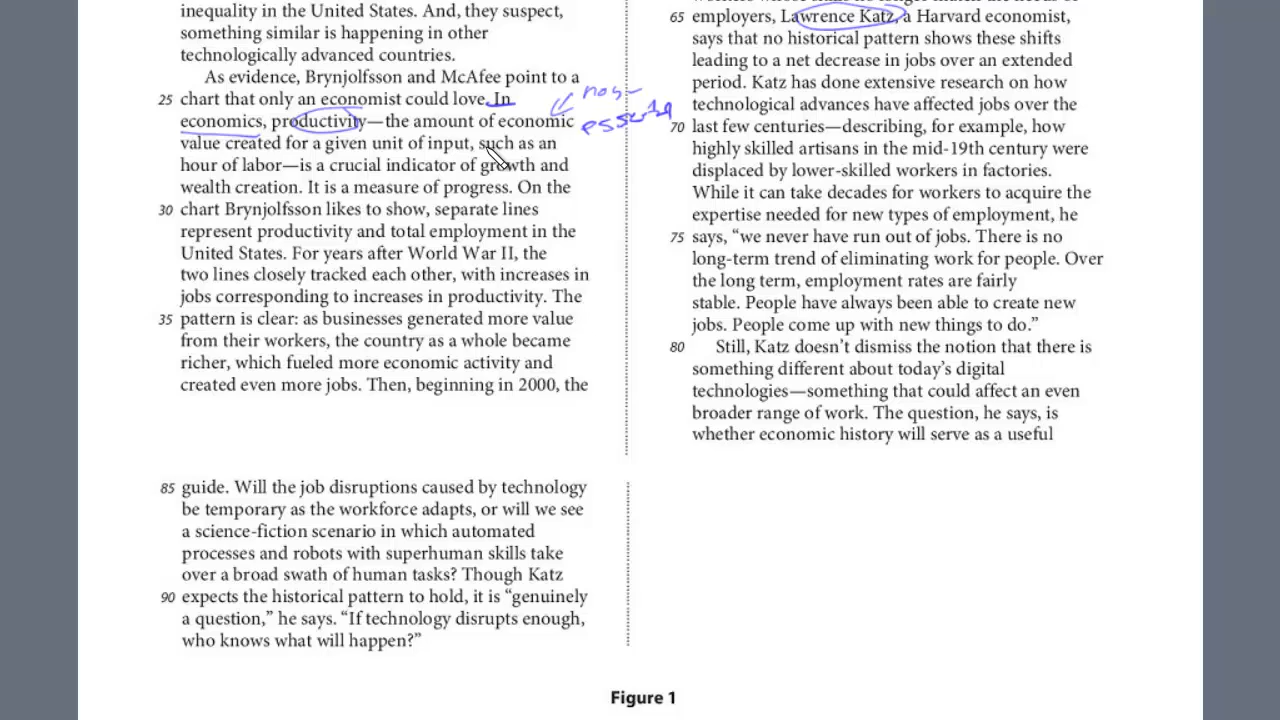 inequality in the United States. And, they suspect,
something similar is happening in other
technologically advanced countries.
As evidence, Brynjolfsson and McAfee point to a
25 chart that only an economist could love. In
economics, productivity—the amount of economic
value created for a given unit of input, such as an
hour of labor—is a crucial indicator of growth and
wealth creation. It is a measure of progress. On the
30 chart Brynjolfsson likes to show, separate lines
represent productivity and total employment in the
United States. For years after World War II, the
two lines closely tracked each other, with increases in
jobs corresponding to increases in productivity. The
35 pattern is clear: as businesses generated more value
from their workers, the country as a whole became
richer, which fueled more economic activity and
created even more jobs. Then, beginning in 2000, the
65 employers, Lawrence Katz, a Harvard economist,
says that no historical pattern shows these shifts
leading to a net decrease in jobs over an extended
period. Katz has done extensive research on how
technological advances have affected jobs over the
70 last few centuries—describing, for example, how
highly skilled artisans in the mid-19th century were
displaced by lower-skilled workers in factories.
While it can take decades for workers to acquire the
expertise needed for new types of employment, he
75 says, “we never have run out of jobs. There is no
long-term trend of eliminating work for people. Over
the long term, employment rates are fairly
stable. People have always been able to create new
jobs. People come up with new things to do.”
80 Still, Katz doesn’t dismiss the notion that there is
something different about today’s digital
technologies—something that could affect an even
broader range of work. The question, he says, is
whether economic history will serve as a useful
85 guide. Will the job disruptions caused by technology
be temporary as the workforce adapts, or will we see
a science-fiction scenario in which automated
processes and robots with superhuman skills take
over a broad swath of human tasks? Though Katz
90 expects the historical pattern to hold, it is “genuinely
a question,” he says. “If technology disrupts enough,
who knows what will happen?”
Figure 1